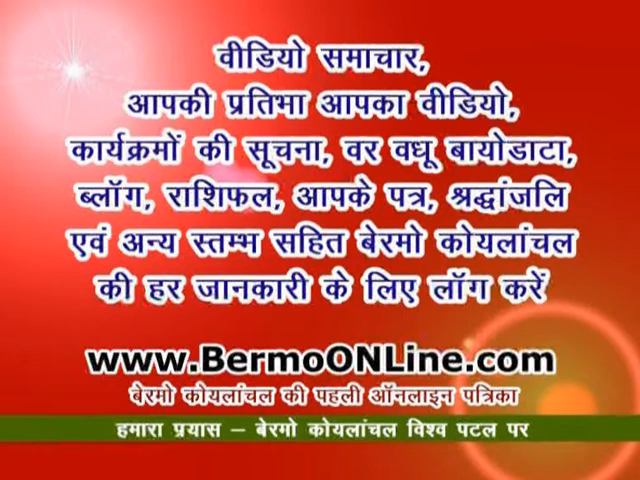 वीडियो समाचार,
आपकी प्रतिभा आपका वीडियो,
कार्यक्रमों की सूचना, वर वधू बायोडाटा,
ब्लॉग, राशिफल, आपके पत्र, श्रद्धांजलि
एवं अन्य स्तम्भ सहित बेरमो कोयलांचल
की हर जानकारी के लिए लॉग करें
www.BermoONLine.com
बेरमो कोयलांचल की पहली ऑनलाइन पत्रिका
हमारा प्रयास – बेरमो कोयलांचल विश्व पटल पर